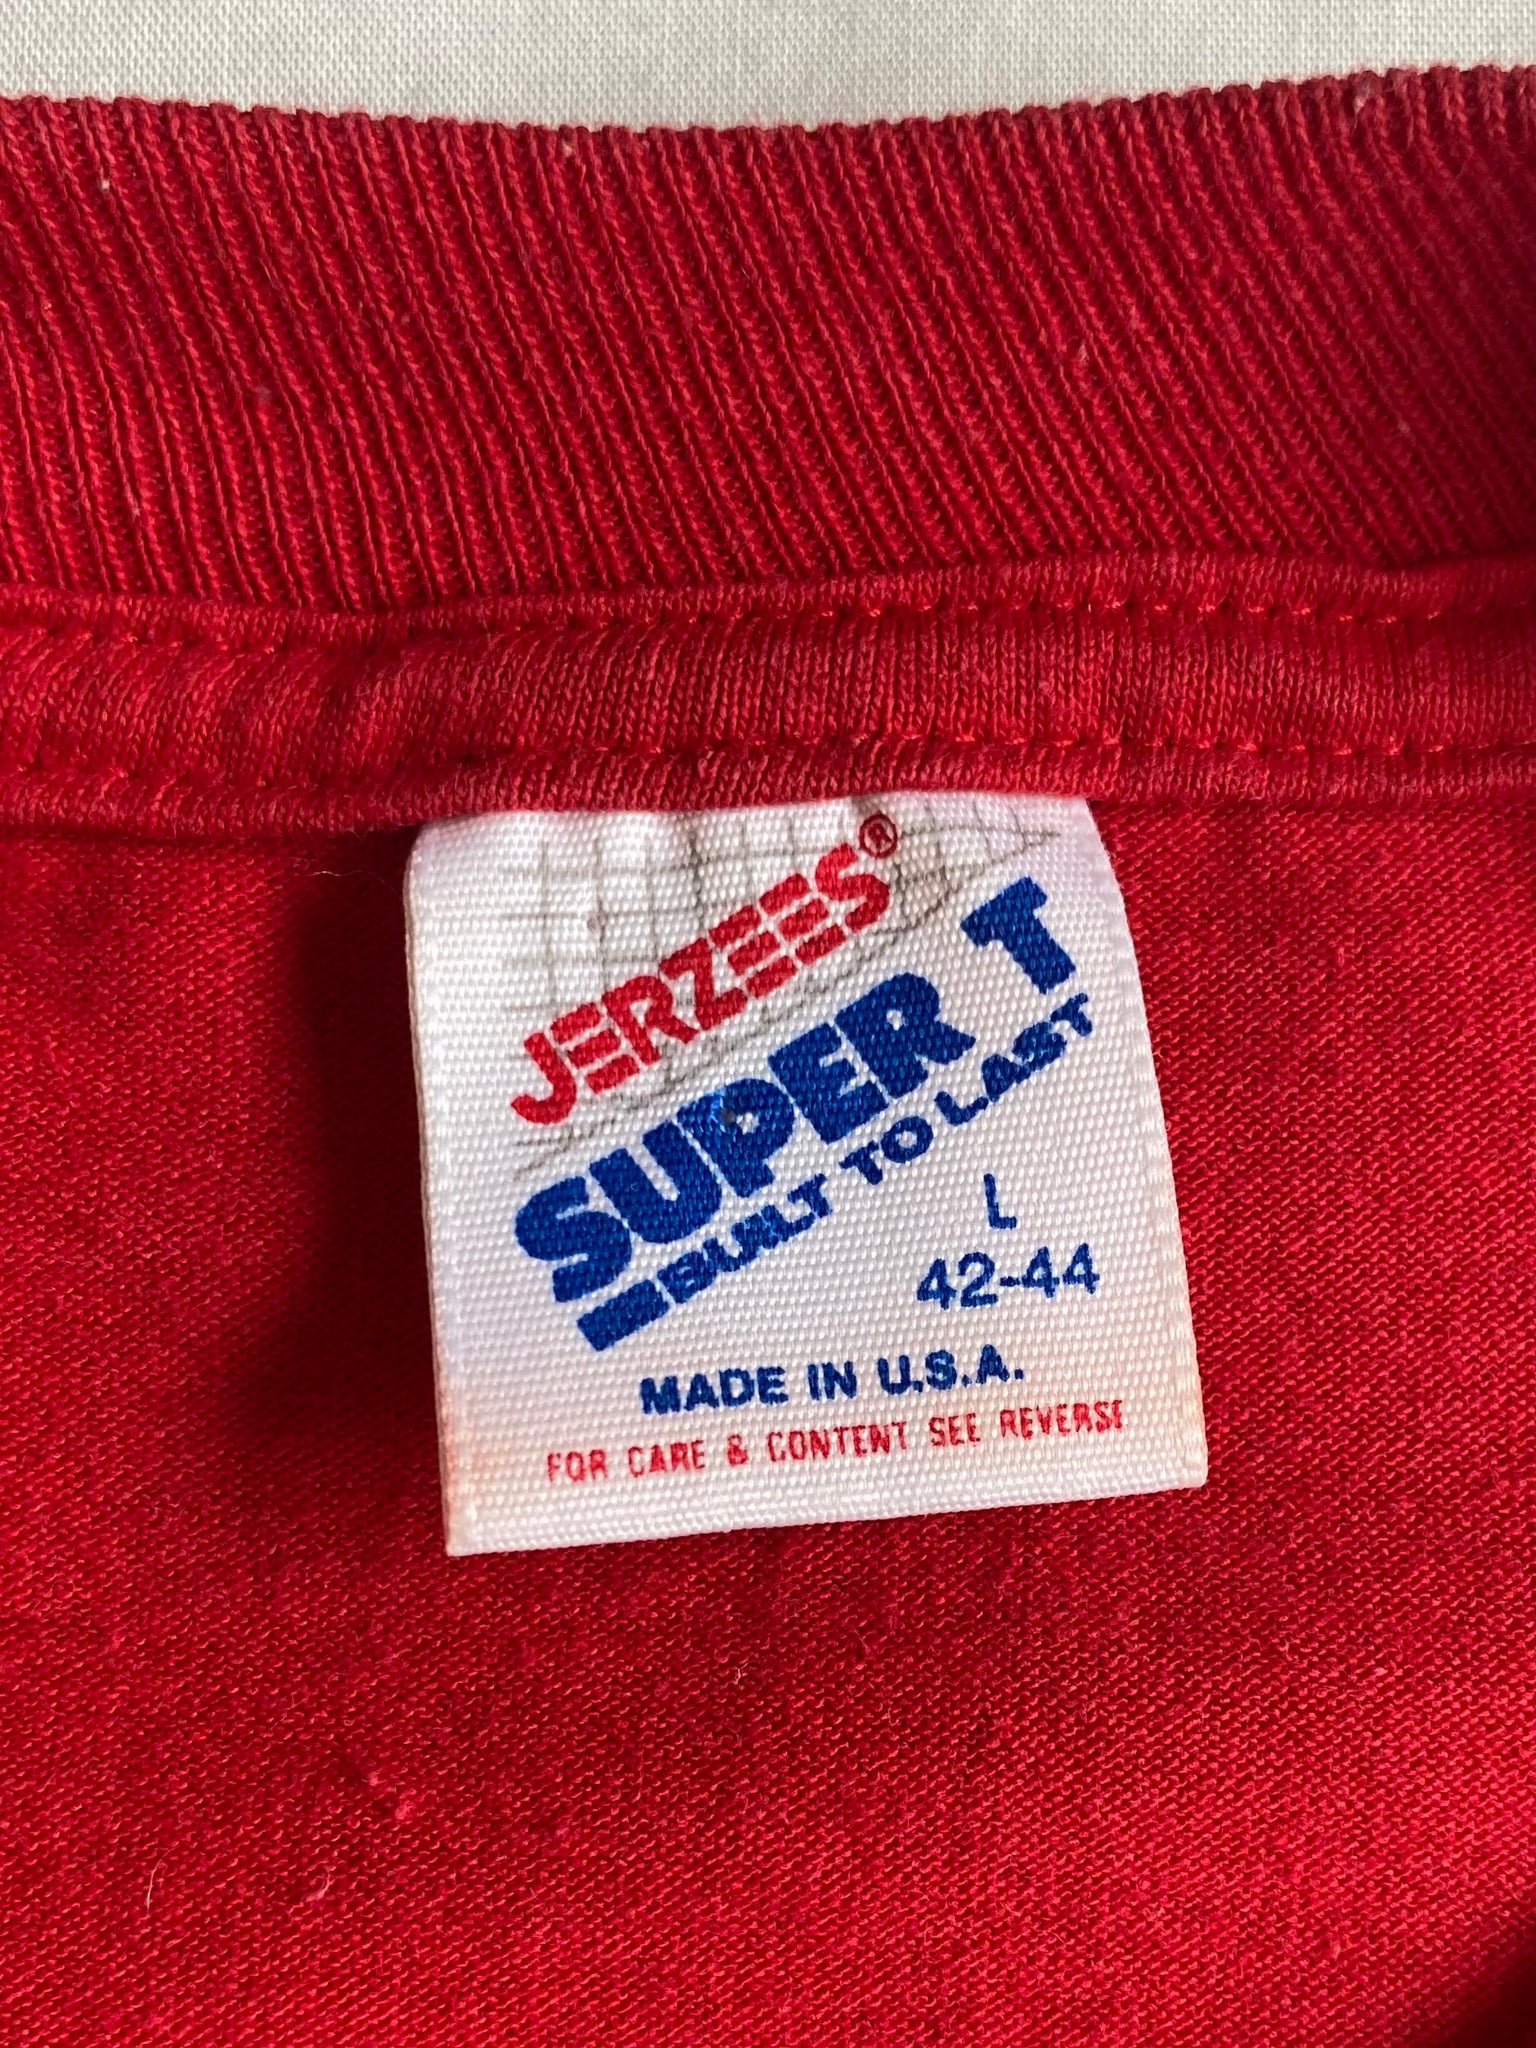 JERZEES®
SUPER T
BUILT TO LAST
L
42-44
MADE IN U.S.A.
FOR CARE & CONTENT SEE REVERSE